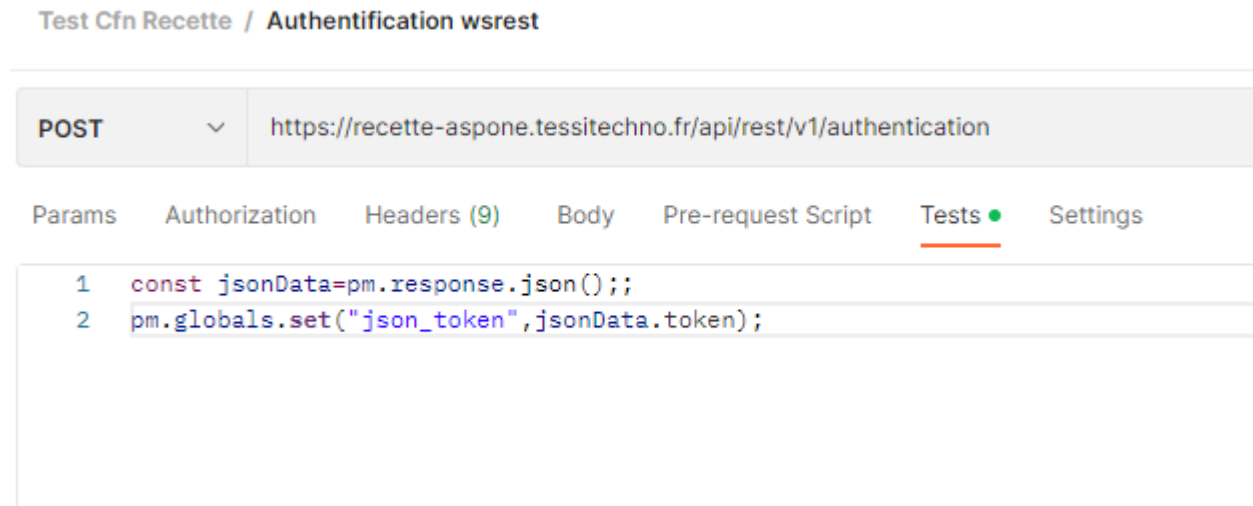 Test Cfn Recette / Authentification wsrest
POST https://recette-aspone.tessitechno.fr/api/rest/v1/authentication
Params Authorization Headers (9) Body Pre-request Script Tests Settings
1 const jsonData=pm.response.json();;
2 pm.globals.set("json_token",jsonData.token);